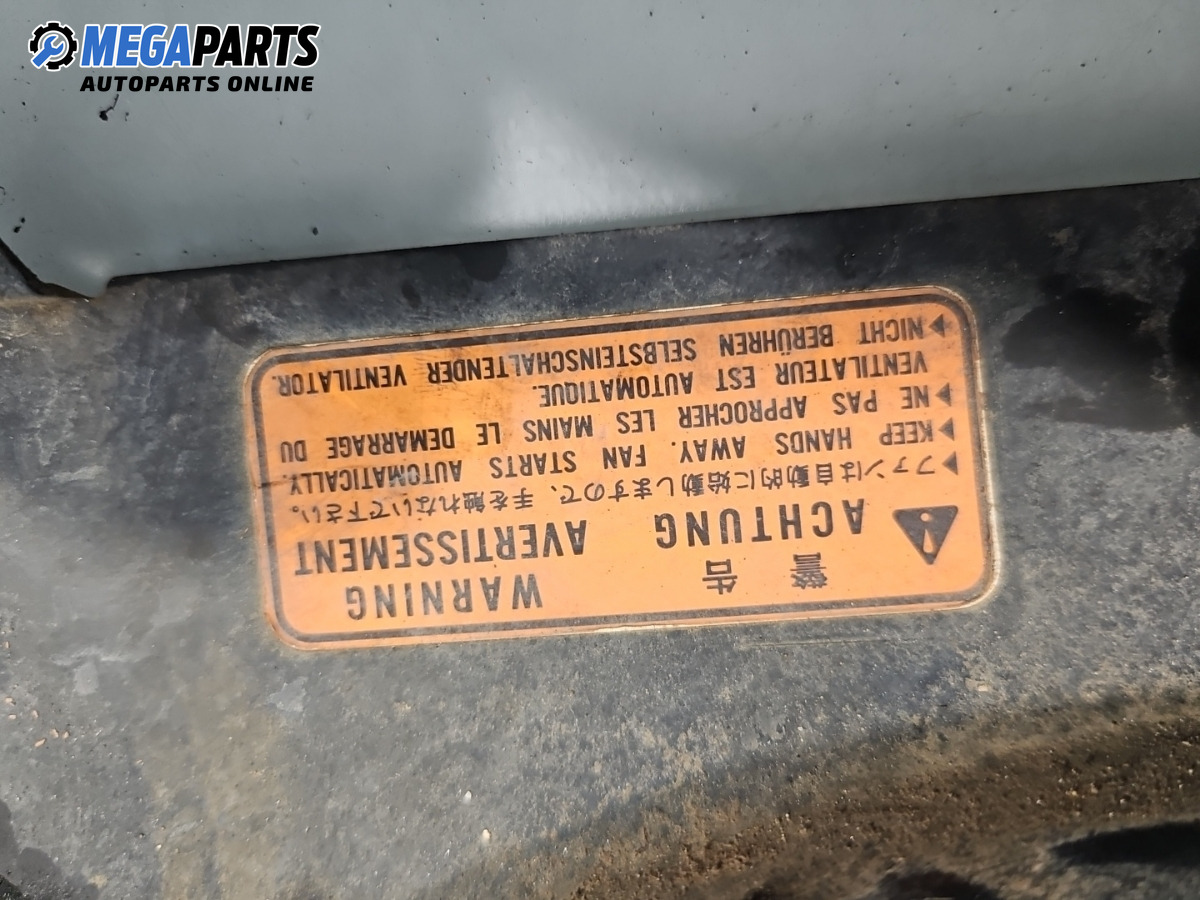 MEGAPARTS
AUTOPARTS ONLINE
警告 WARNING
ACHTUNG AVERTISSEMENT
ファンは自動的に始動しますので、手を触れないで下さい。
KEEP HANDS AWAY. FAN STARTS AUTOMATICALLY.
NE PAS APPROCHER LES MAINS LE DEMARRAGE DU
VENTILATEUR EST AUTOMATIQUE.
NICHT BERÜHREN SELBSTEINSCHALTENDER VENTILATOR.